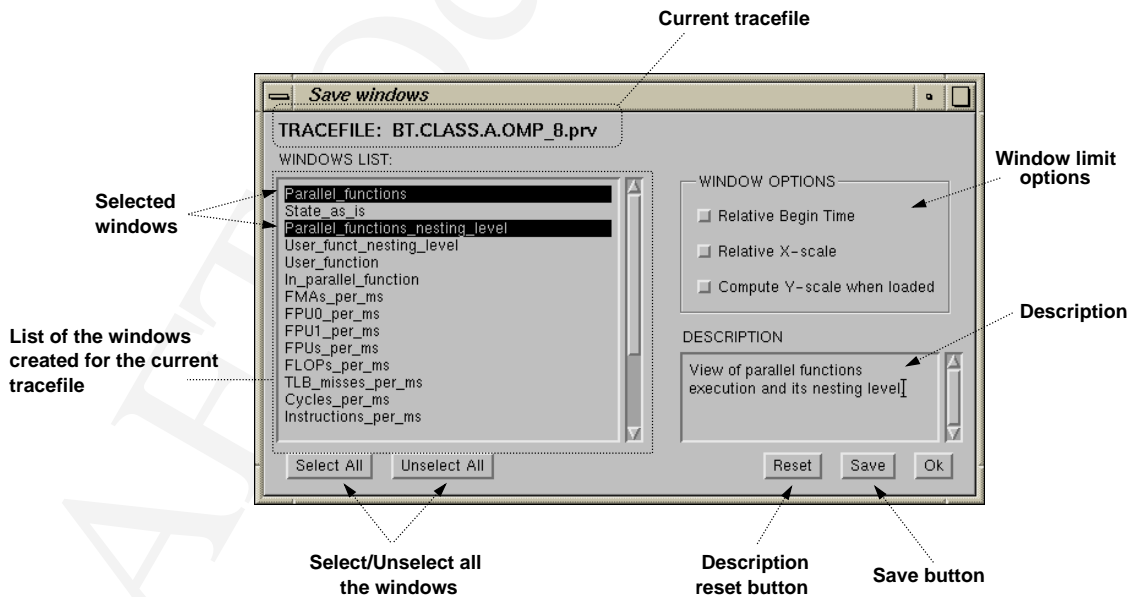 Current tracefile
Save windows
TRACEFILE: BT.CLASS.A.OMP_8.prv
WINDOWS LIST:
Parallel_functions
State_as_is
Parallel_functions_nesting_level
User_funct_nesting_level
User_function
In_parallel_function
FMAs_per_ms
FPU0_per_ms
FPU1_per_ms
FPUs_per_ms
FLOPs_per_ms
TLB_misses_per_ms
Cycles_per_ms
Instructions_per_ms
Select All
Unselect All
WINDOW OPTIONS
Relative Begin Time
Relative X-scale
Compute Y-scale when loaded
DESCRIPTION
View of parallel functions
execution and its nesting level
Reset
Save
Ok
Selected
windows
List of the windows
created for the current
tracefile
Window limit
options
Description
Select/Unselect all
the windows
Description
reset button
Save button